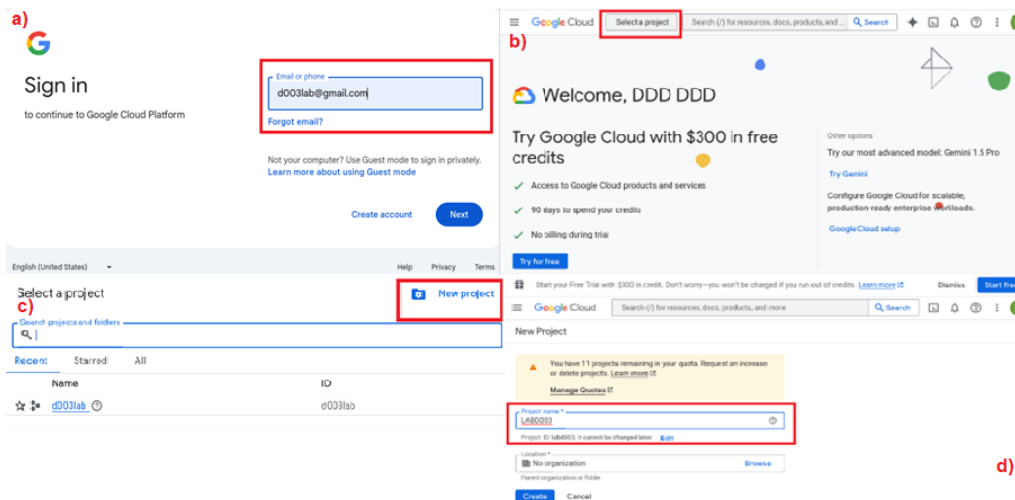 a)
Sign in
to continue to Google Cloud Platform
Email or phone
d003lab@gmail.com
Forgot email?
Not your computer? Use Guest mode to sign in privately.
Learn more about using Guest mode
Create account
Next
English (United States)
Help Privacy Terms
b)
Google Cloud
Select a project
Search (/) for resources, docs, products, and ...
Search
Welcome, DDD DDD
Try Google Cloud with $300 in free
credits
Access to Google Cloud products and services
90 days to spend your credits
No billing during trial
Try for free
Other options
Try our most advanced model: Gemini 1.5 Pro
Try Gemini
Configure Google Cloud for scalable,
production ready enterprise workloads.
Google Cloud setup
Start your Free Trial with $300 in credit. Don't worry—you won't be charged if you run out of credits. Learn more
Dismiss
Start free
c)
Select a project
New project
Search projects and folders
Recent Starred All
Name ID
d003lab d003lab
Google Cloud
Search (/) for resources, docs, products, and more
Search
New Project
You have 11 projects remaining in your quota. Request an increase
or delete projects. Learn more
Manage Quotas
Project name *
LABD003
Project ID: labd003. It cannot be changed later. Edit
Location *
No organization
Browse
Parent organization or folder
Create Cancel
d)